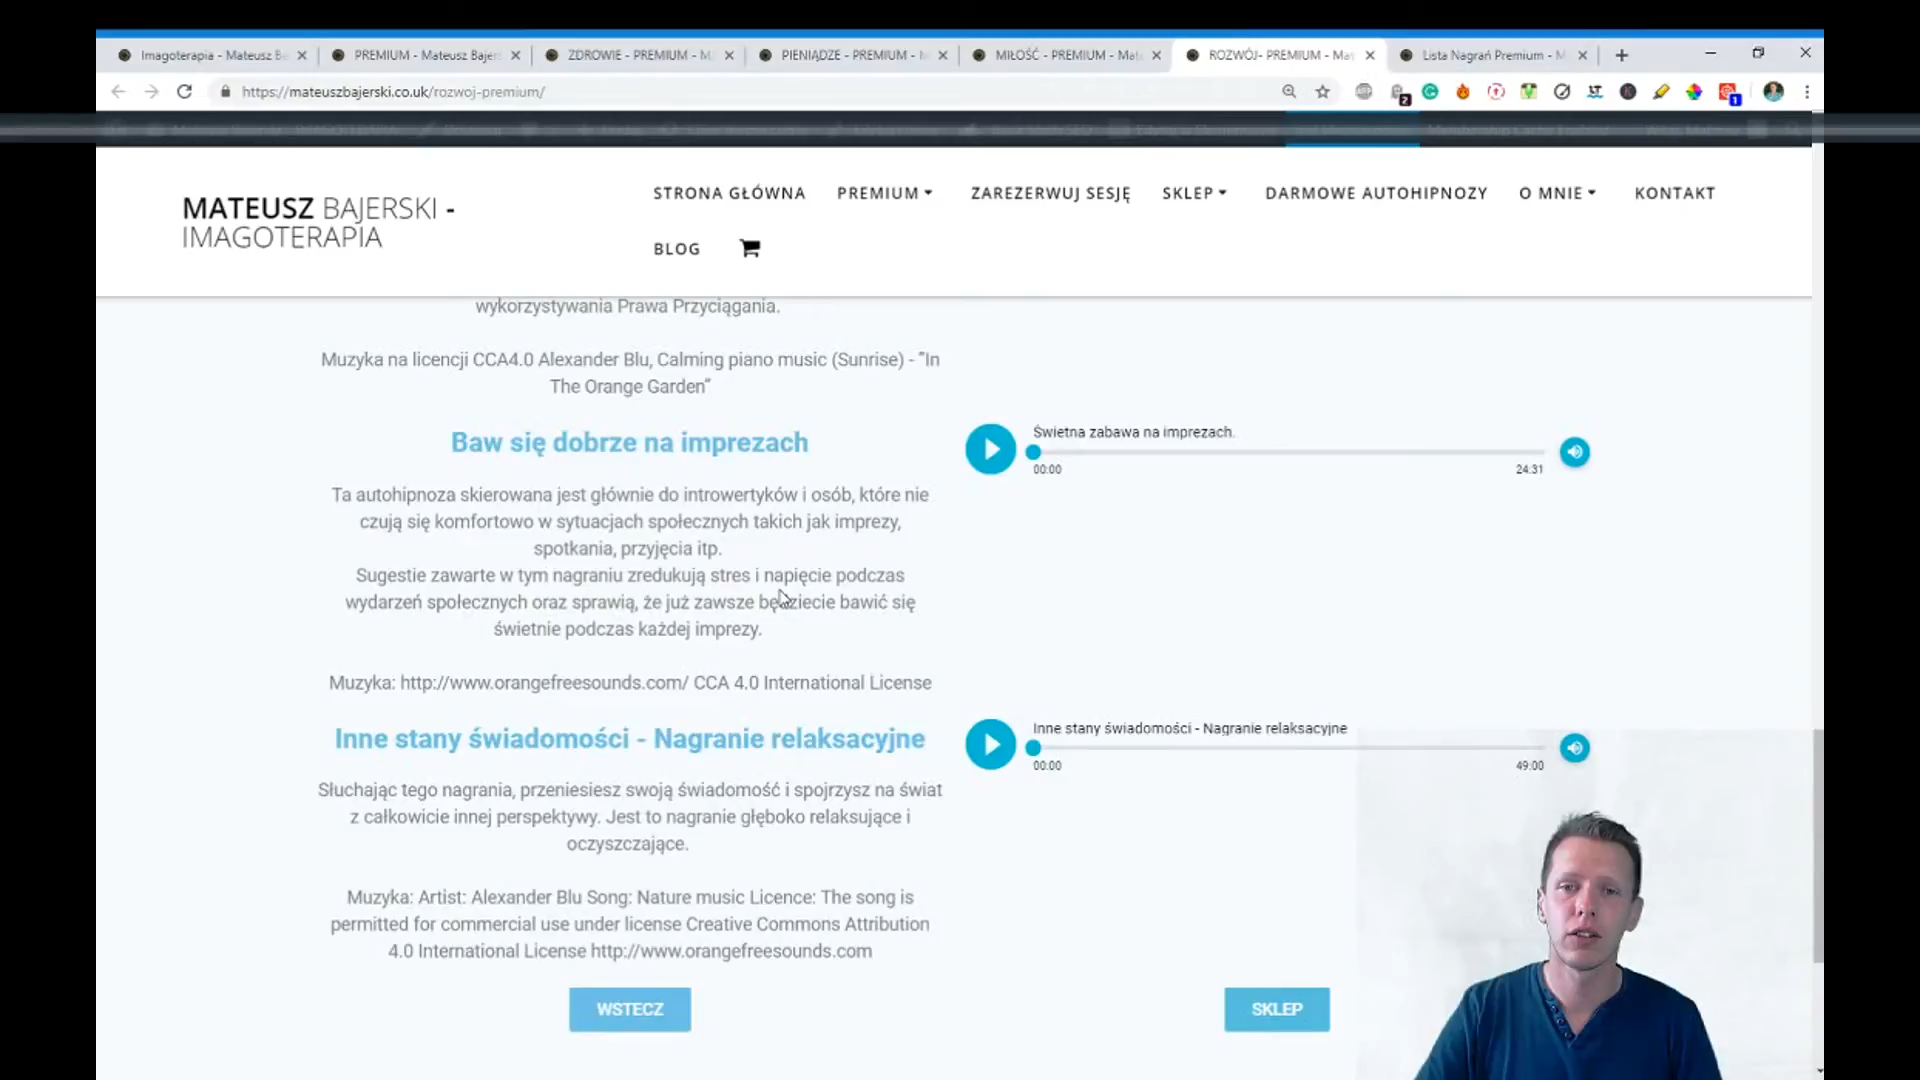 Imagoterapia - Mateusz B
PREMIUM - Mateusz Bajer
ZDROWIE - PREMIUM - M
PIENIĄDZE - PREMIUM -
MIŁOŚĆ - PREMIUM - Mat
ROZWÓJ- PREMIUM - Ma
Lista Nagrań Premium - M
https://mateuszbajerski.co.uk/rozwoj-premium/
MATEUSZ BAJERSKI -
IMAGOTERAPIA
STRONA GŁÓWNA
PREMIUM
ZAREZERWUJ SESJĘ
SKLEP
DARMOWE AUTOHIPNOZY
O MNIE
KONTAKT
BLOG
wykorzystywania Prawa Przyciągania.
Muzyka na licencji CCA4.0 Alexander Blu, Calming piano music (Sunrise) - "In
The Orange Garden"
Baw się dobrze na imprezach
Świetna zabawa na imprezach.
00:00
24:31
Ta autohipnoza skierowana jest głównie do introwertyków i osób, które nie
czują się komfortowo w sytuacjach społecznych takich jak imprezy,
spotkania, przyjęcia itp.
Sugestie zawarte w tym nagraniu zredukują stres i napięcie podczas
wydarzeń społecznych oraz sprawią, że już zawsze będziecie bawić się
świetnie podczas każdej imprezy.
Muzyka: http://www.orangefreesounds.com/ CCA 4.0 International License
Inne stany świadomości - Nagranie relaksacyjne
Inne stany świadomości - Nagranie relaksacyjne
00:00
49:00
Słuchając tego nagrania, przeniesiesz swoją świadomość i spojrzysz na świat
z całkowicie innej perspektywy. Jest to nagranie głęboko relaksujące i
oczyszczające.
Muzyka: Artist: Alexander Blu Song: Nature music Licence: The song is
permitted for commercial use under license Creative Commons Attribution
4.0 International License http://www.orangefreesounds.com
WSTECZ
SKLEP